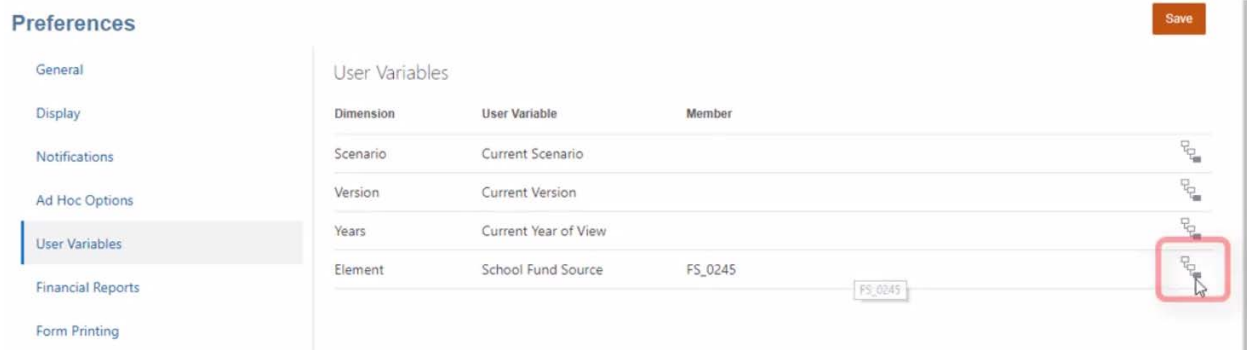 Preferences
Save
General
Display
Notifications
Ad Hoc Options
User Variables
Financial Reports
Form Printing
User Variables
Dimension User Variable Member
Scenario Current Scenario
Version Current Version
Years Current Year of View
Element School Fund Source FS_0245
FS_0245